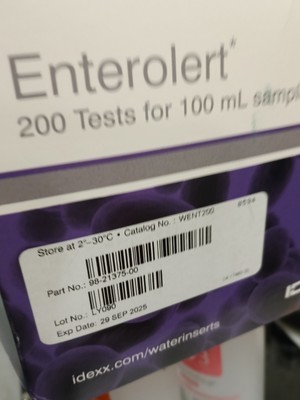 Enterolert*
200 Tests for 100 mL sampl
Store at 2°-30°C • Catalog No.: WENT200
Part No.: 98-21375-00
Lot No.: LY090
Exp Date: 29 SEP 2025
idexx.com/waterinserts